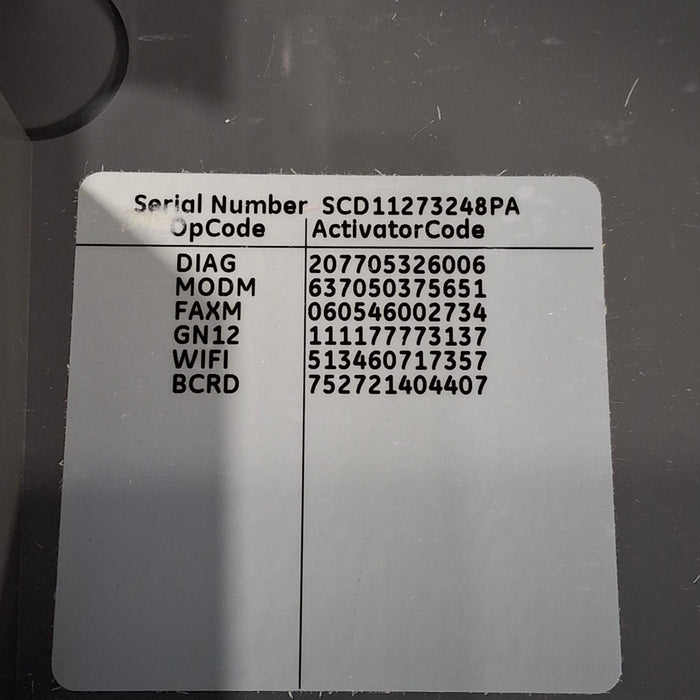 Serial Number SCD11273248PA
OpCode ActivatorCode
DIAG 207705326006
MODM 637050375651
FAXM 060546002734
GN12 111177773137
WIFI 513460717357
BCRD 752721404407